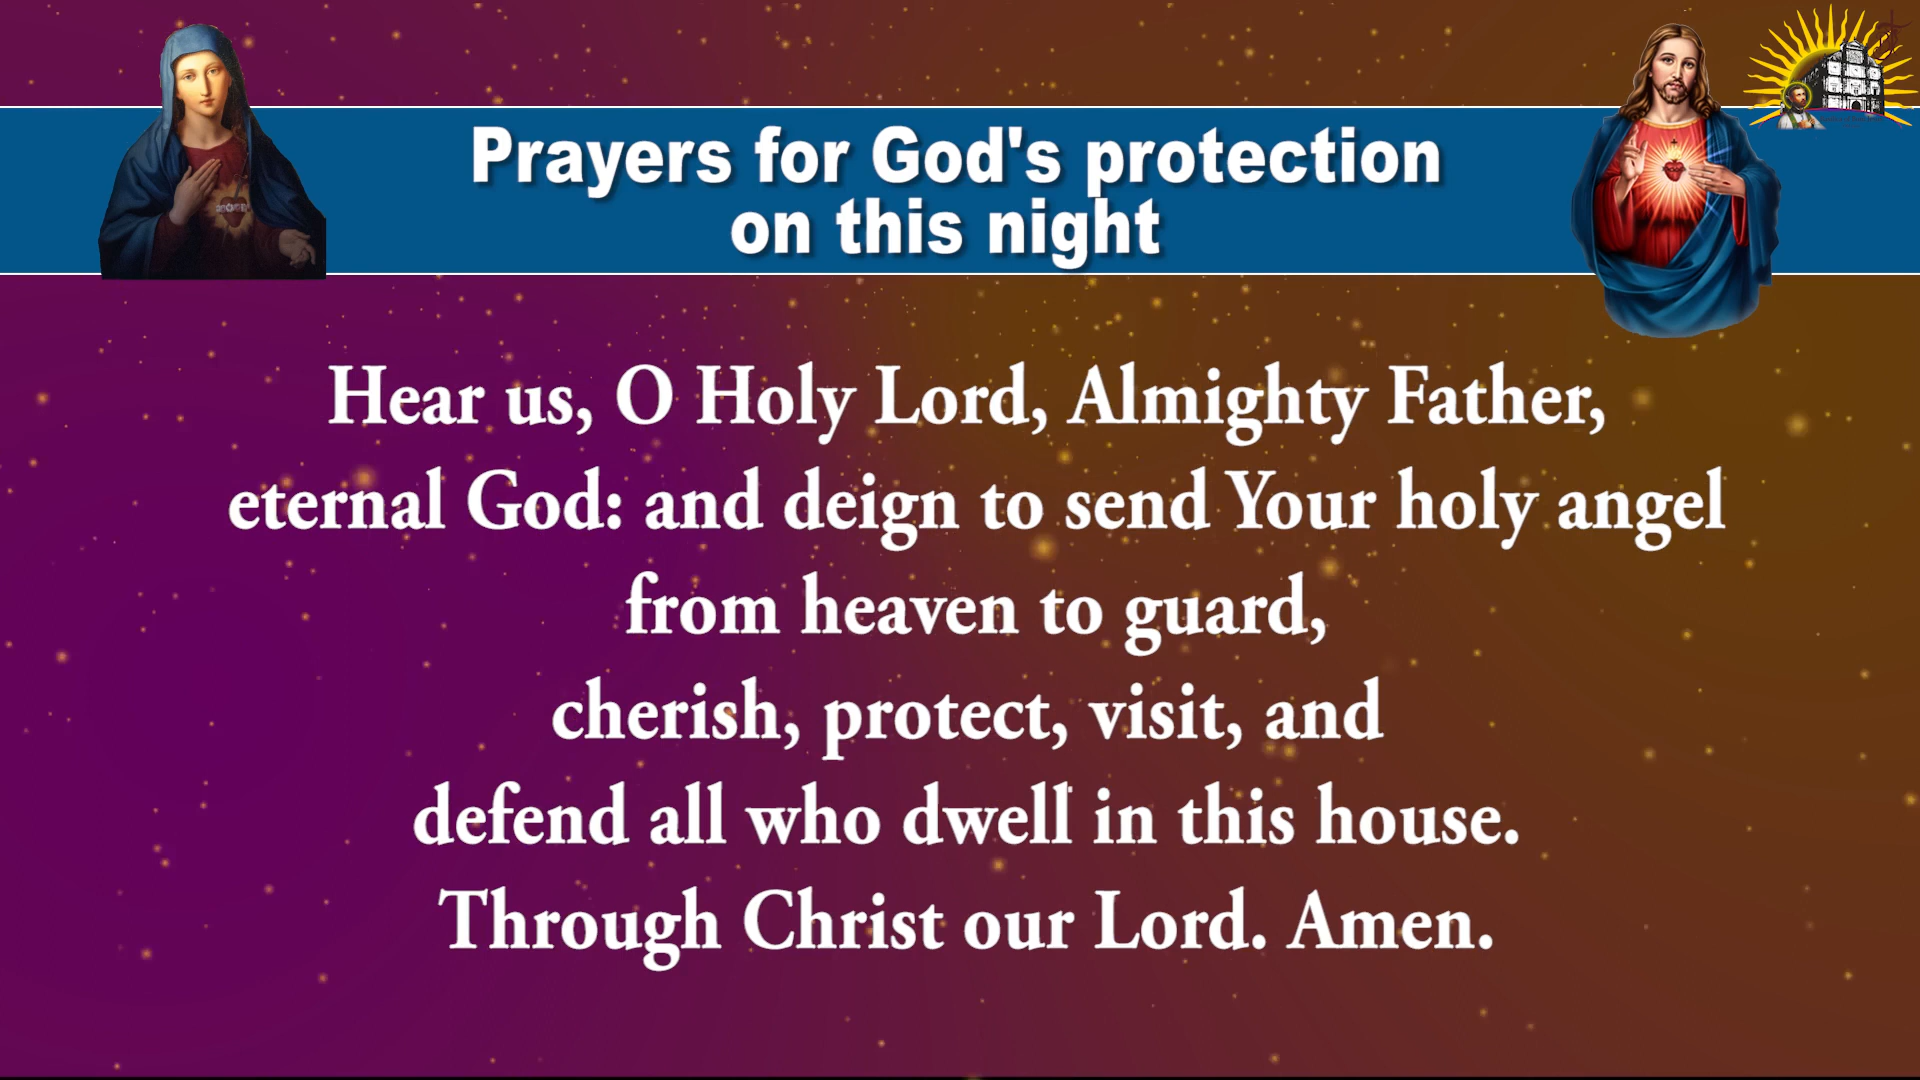 Prayers for God's protection
on this night
Hear us, O Holy Lord, Almighty Father,
eternal God: and deign to send Your holy angel
from heaven to guard,
cherish, protect, visit, and
defend all who dwell in this house.
Through Christ our Lord. Amen.